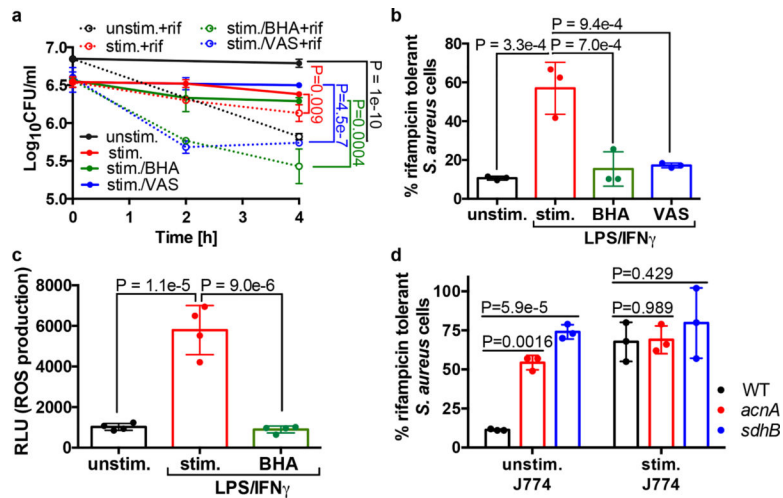 a
unstim.+rif
stim./BHA+rif
stim.+rif
stim./VAS+rif
7.0
6.5
6.0
5.5
5.0
Log10CFU/ml
unstim.
stim.
stim./BHA
stim./VAS
0
2
4
Time [h]
P=0.009
P = 1e-10
P=4.5e-7
P=0.0004
b
P = 9.4e-4
P = 3.3e-4
P = 7.0e-4
80
60
40
20
0
% rifampicin tolerant
S. aureus cells
unstim.
stim.
BHA
VAS
LPS/IFNγ
c
P = 1.1e-5
P = 9.0e-6
8000
6000
4000
2000
0
RLU (ROS production)
unstim.
stim.
BHA
LPS/IFNγ
d
P=0.429
P=5.9e-5
P=0.989
P=0.0016
125
100
75
50
25
0
% rifampicin tolerant
S. aureus cells
WT
acnA
sdhB
unstim.
J774
stim.
J774